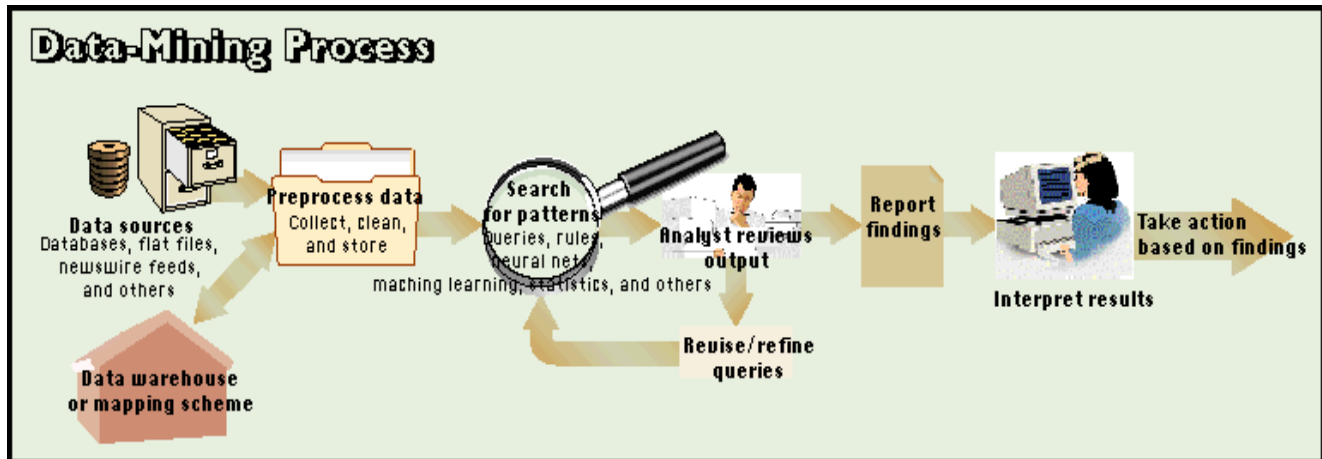 Data-Mining Process
Data sources
Databases, flat files,
newswire feeds,
and others
Data warehouse
or mapping scheme
Preprocess data
Collect, clean,
and store
Search
for patterns
Queries, rules,
neural nets,
maching learning, statistics, and others
Analyst reviews
output
Revise/refine
queries
Report
findings
Interpret results
Take action
based on findings